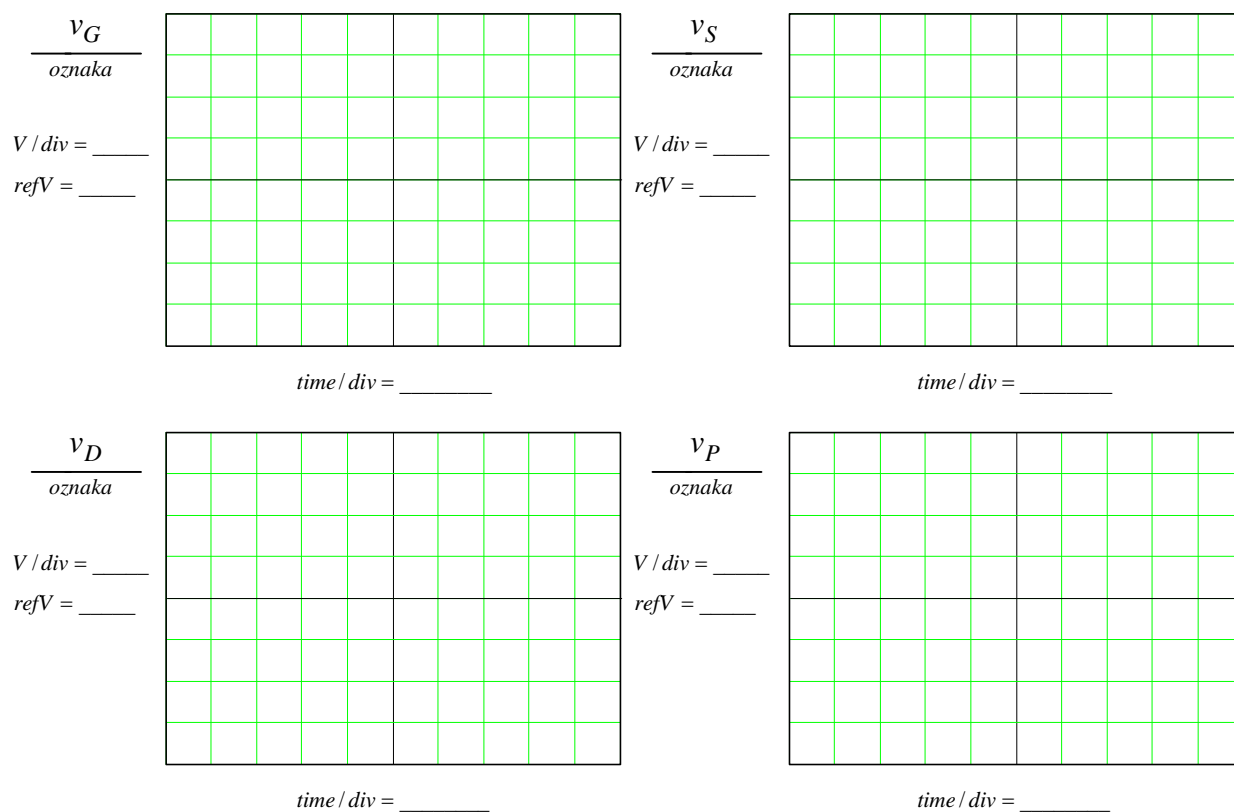 v_G
oznaka
V / div = _____
refV = _____
time / div = ________
v_S
oznaka
V / div = _____
refV = _____
time / div = ________
v_D
oznaka
V / div = _____
refV = _____
time / div = ________
v_P
oznaka
V / div = _____
refV = _____
time / div = ________